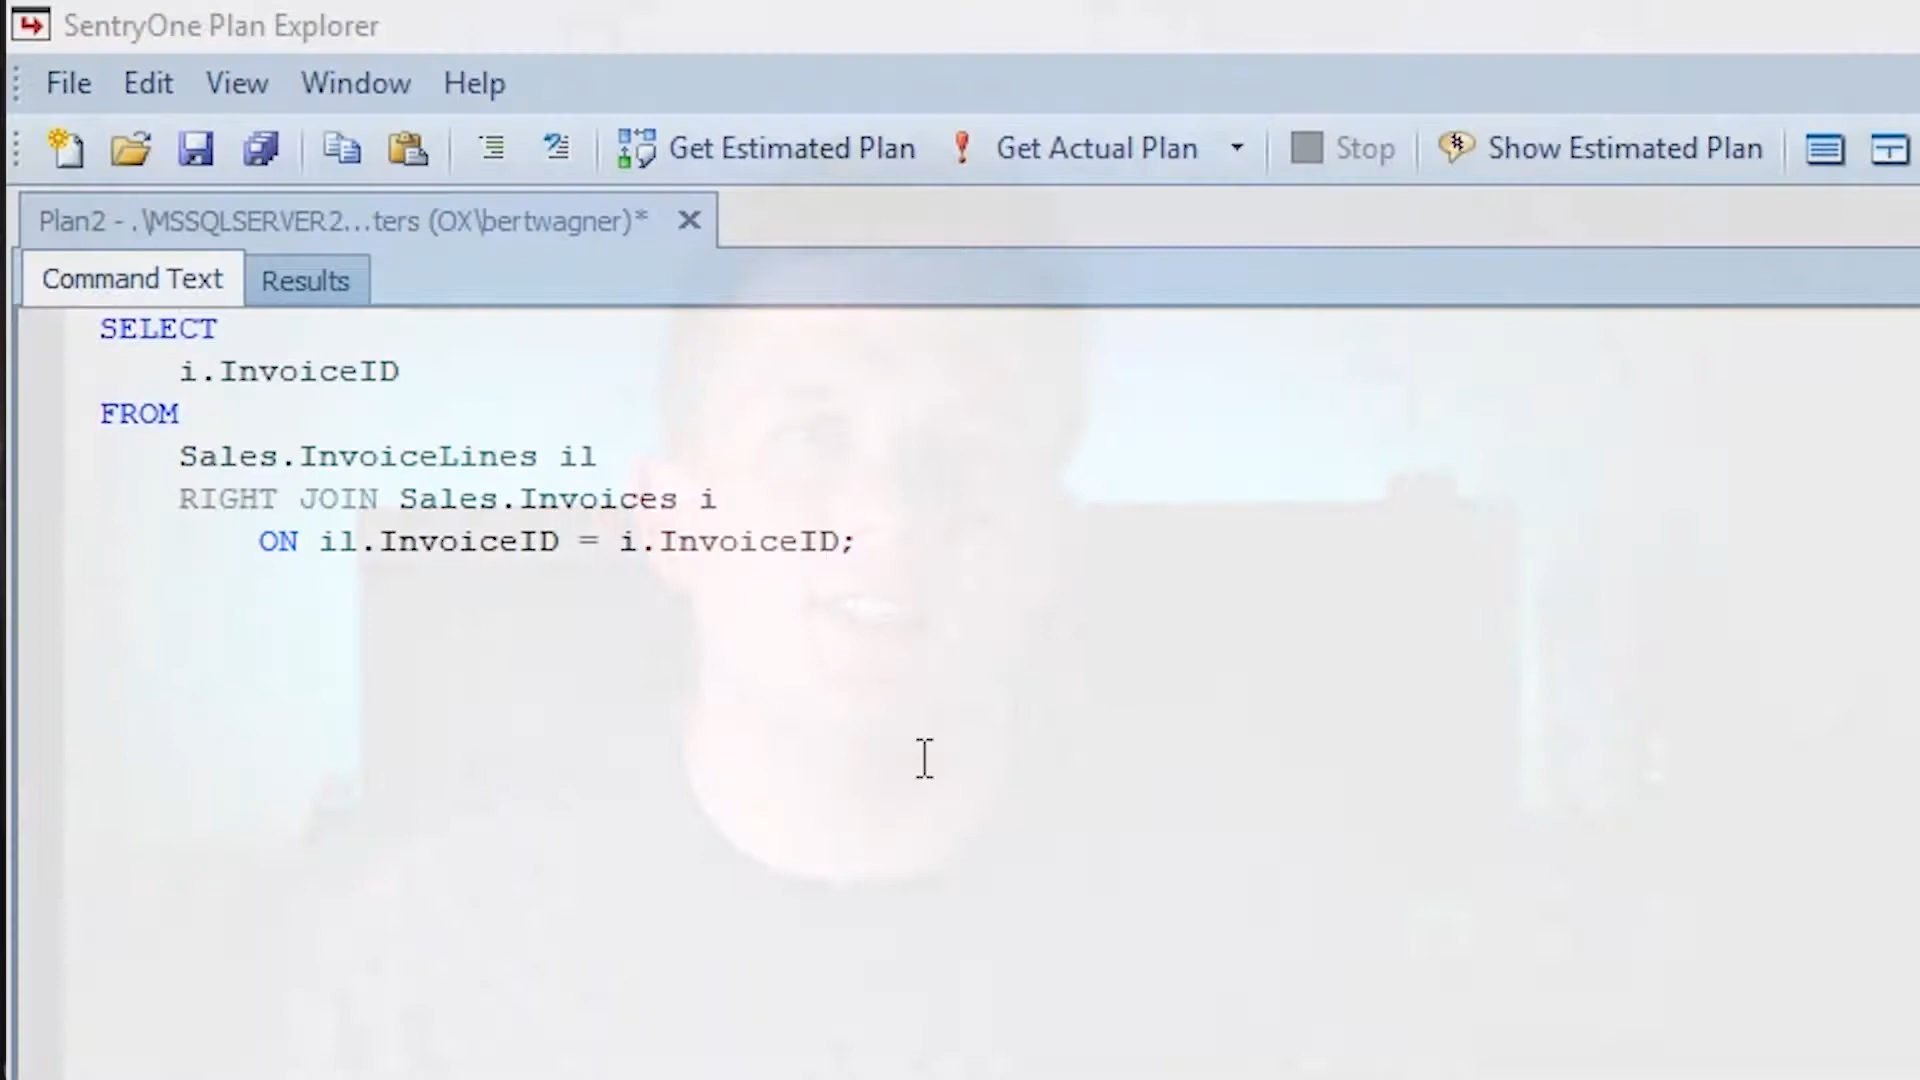 SentryOne Plan Explorer
File Edit View Window Help
Get Estimated Plan Get Actual Plan Stop Show Estimated Plan
Plan2 - .\MSSQLSERVER2...ters (OX\bertwagner)*
Command Text Results
SELECT
i.InvoiceID
FROM
Sales.InvoiceLines il
RIGHT JOIN Sales.Invoices i
ON il.InvoiceID = i.InvoiceID;